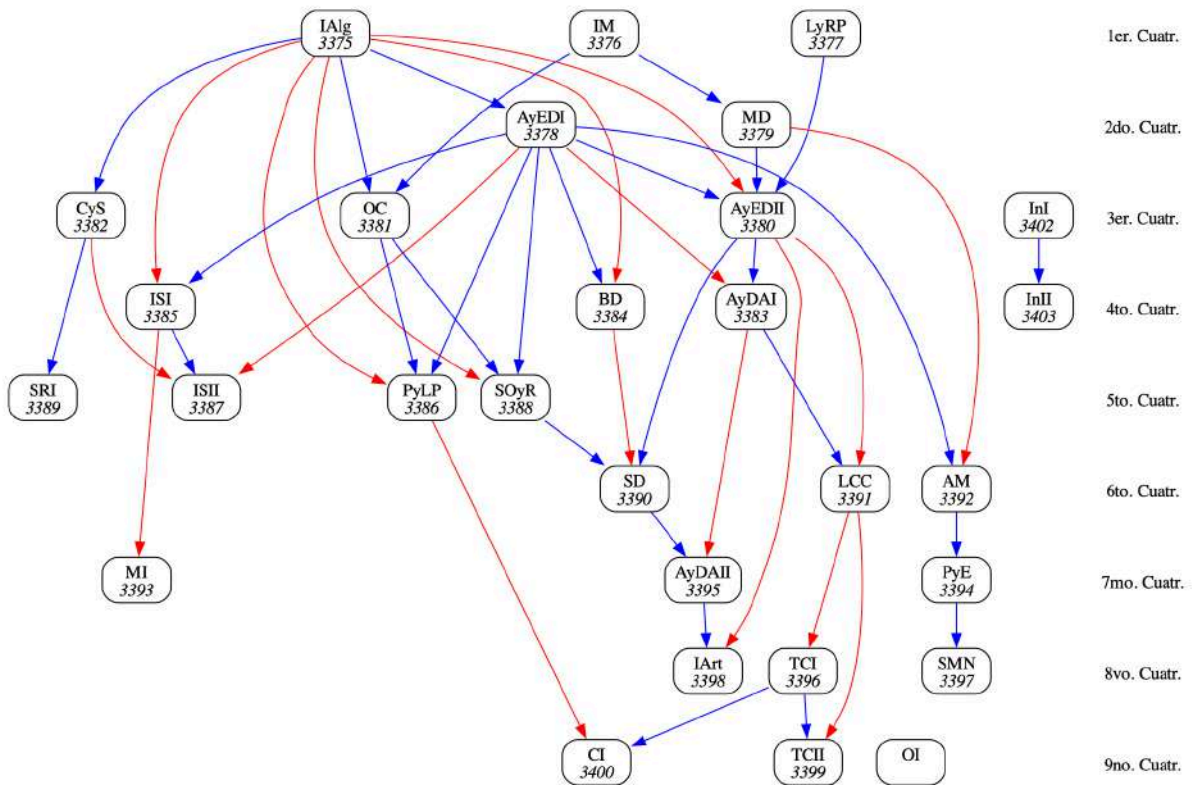 IAlg
3375
IM
3376
LyRP
3377
1er. Cuatr.
AyEDI
3378
MD
3379
2do. Cuatr.
CyS
3382
OC
3381
AyEDII
3380
InI
3402
3er. Cuatr.
ISI
3385
BD
3384
AyDAI
3383
InII
3403
4to. Cuatr.
SRI
3389
ISII
3387
PyLP
3386
SOyR
3388
5to. Cuatr.
SD
3390
LCC
3391
AM
3392
6to. Cuatr.
MI
3393
AyDAII
3395
PyE
3394
7mo. Cuatr.
IArt
3398
TCI
3396
SMN
3397
8vo. Cuatr.
CI
3400
TCII
3399
OI
9no. Cuatr.